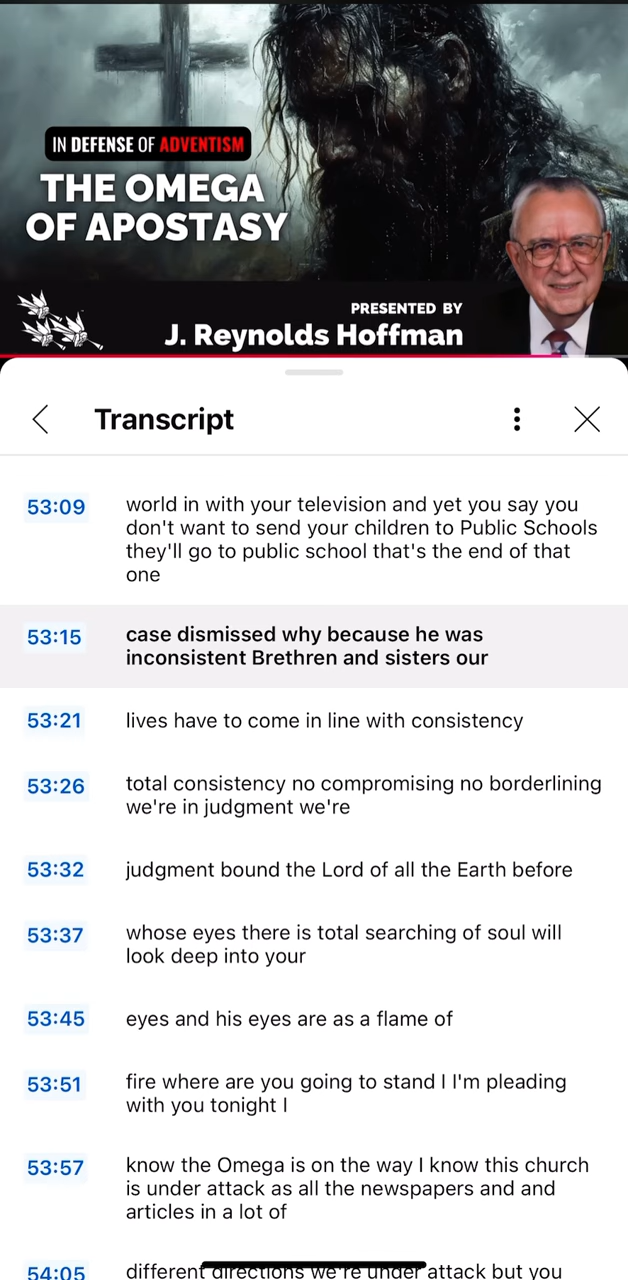 IN DEFENSE OF ADVENTISM
THE OMEGA
OF APOSTASY
PRESENTED BY
J. Reynolds Hoffman
Transcript
53:09
world in with your television and yet you say you
don't want to send your children to Public Schools
they'll go to public school that's the end of that
one
53:15
case dismissed why because he was
inconsistent Brethren and sisters our
53:21
lives have to come in line with consistency
53:26
total consistency no compromising no borderlining
we're in judgment we're
53:32
judgment bound the Lord of all the Earth before
53:37
whose eyes there is total searching of soul will
look deep into your
53:45
eyes and his eyes are as a flame of
53:51
fire where are you going to stand I I'm pleading
with you tonight I
53:57
know the Omega is on the way I know this church
is under attack as all the newspapers and and
articles in a lot of
54:05
different directions we're under attack but you